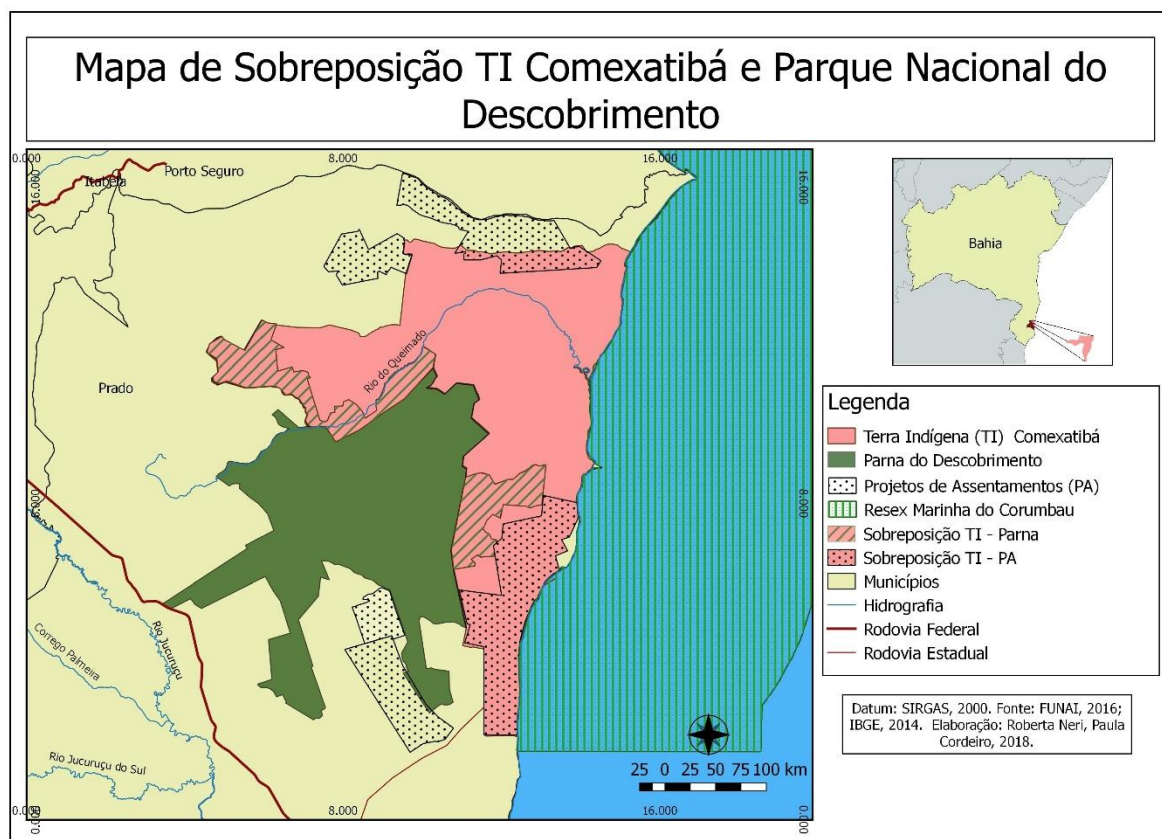 Mapa de Sobreposição TI Comexatibá e Parque Nacional do
Descobrimento
0.000
8.000
16.000
16.000
16.000
Itabela
Porto Seguro
Bahia
Prado
Rio do Queimado
8.000
Rio Jucuruçu
Corrego Palmeira
Rio Jucuruçu do Sul
25 0 25 50 75 100 km
0.000
0.000
8.000
16.000
0.000
Legenda
Terra Indígena (TI) Comexatibá
Parna do Descobrimento
Projetos de Assentamentos (PA)
Resex Marinha do Corumbau
Sobreposição TI - Parna
Sobreposição TI - PA
Municípios
Hidrografia
Rodovia Federal
Rodovia Estadual
Datum: SIRGAS, 2000. Fonte: FUNAI, 2016;
IBGE, 2014. Elaboração: Roberta Neri, Paula
Cordeiro, 2018.